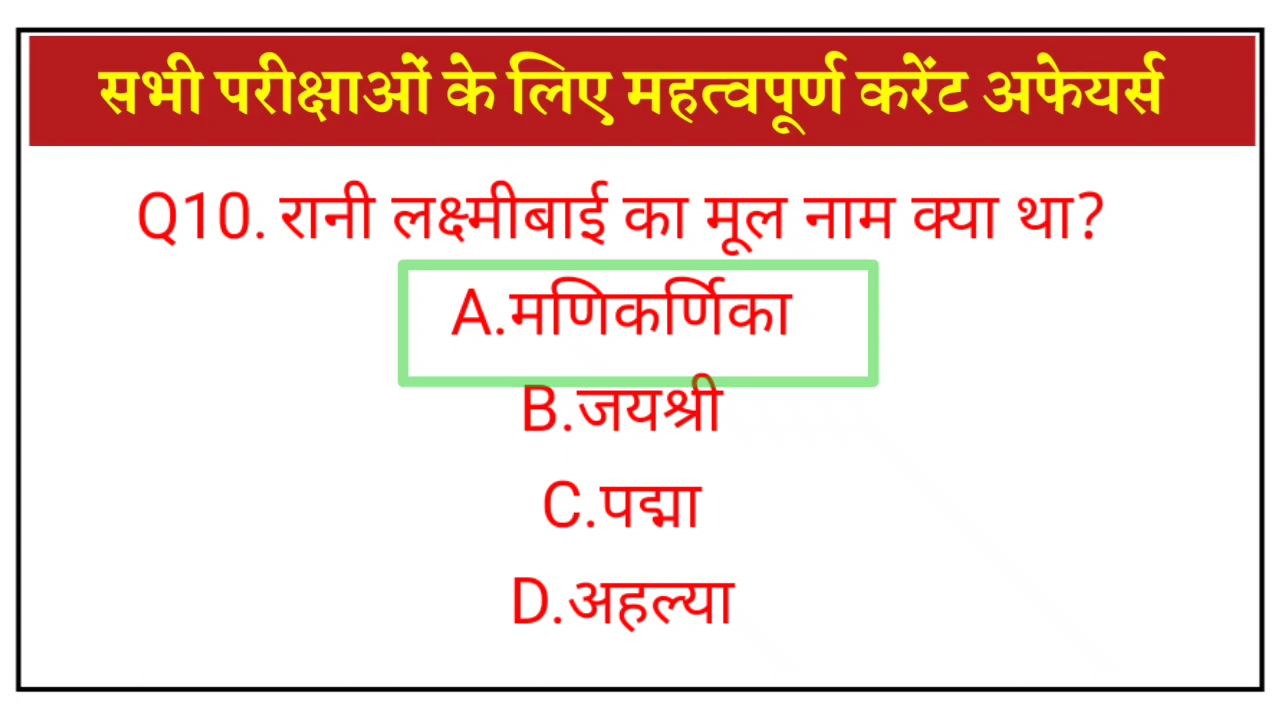 सभी परीक्षाओं के लिए महत्वपूर्ण करेंट अफेयर्स
Q10. रानी लक्ष्मीबाई का मूल नाम क्या था?
A.मणिकर्णिका
B.जयश्री
C.पद्मा
D.अहल्या